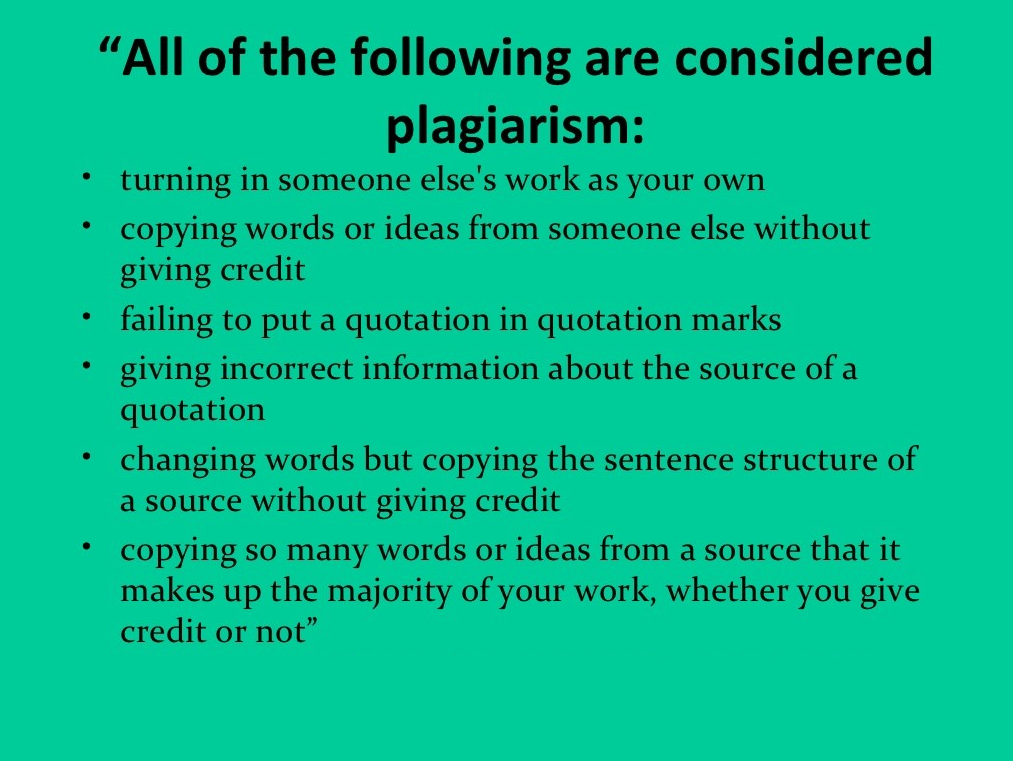 “All of the following are considered
plagiarism:
• turning in someone else's work as your own
• copying words or ideas from someone else without
giving credit
• failing to put a quotation in quotation marks
• giving incorrect information about the source of a
quotation
• changing words but copying the sentence structure of
a source without giving credit
• copying so many words or ideas from a source that it
makes up the majority of your work, whether you give
credit or not”